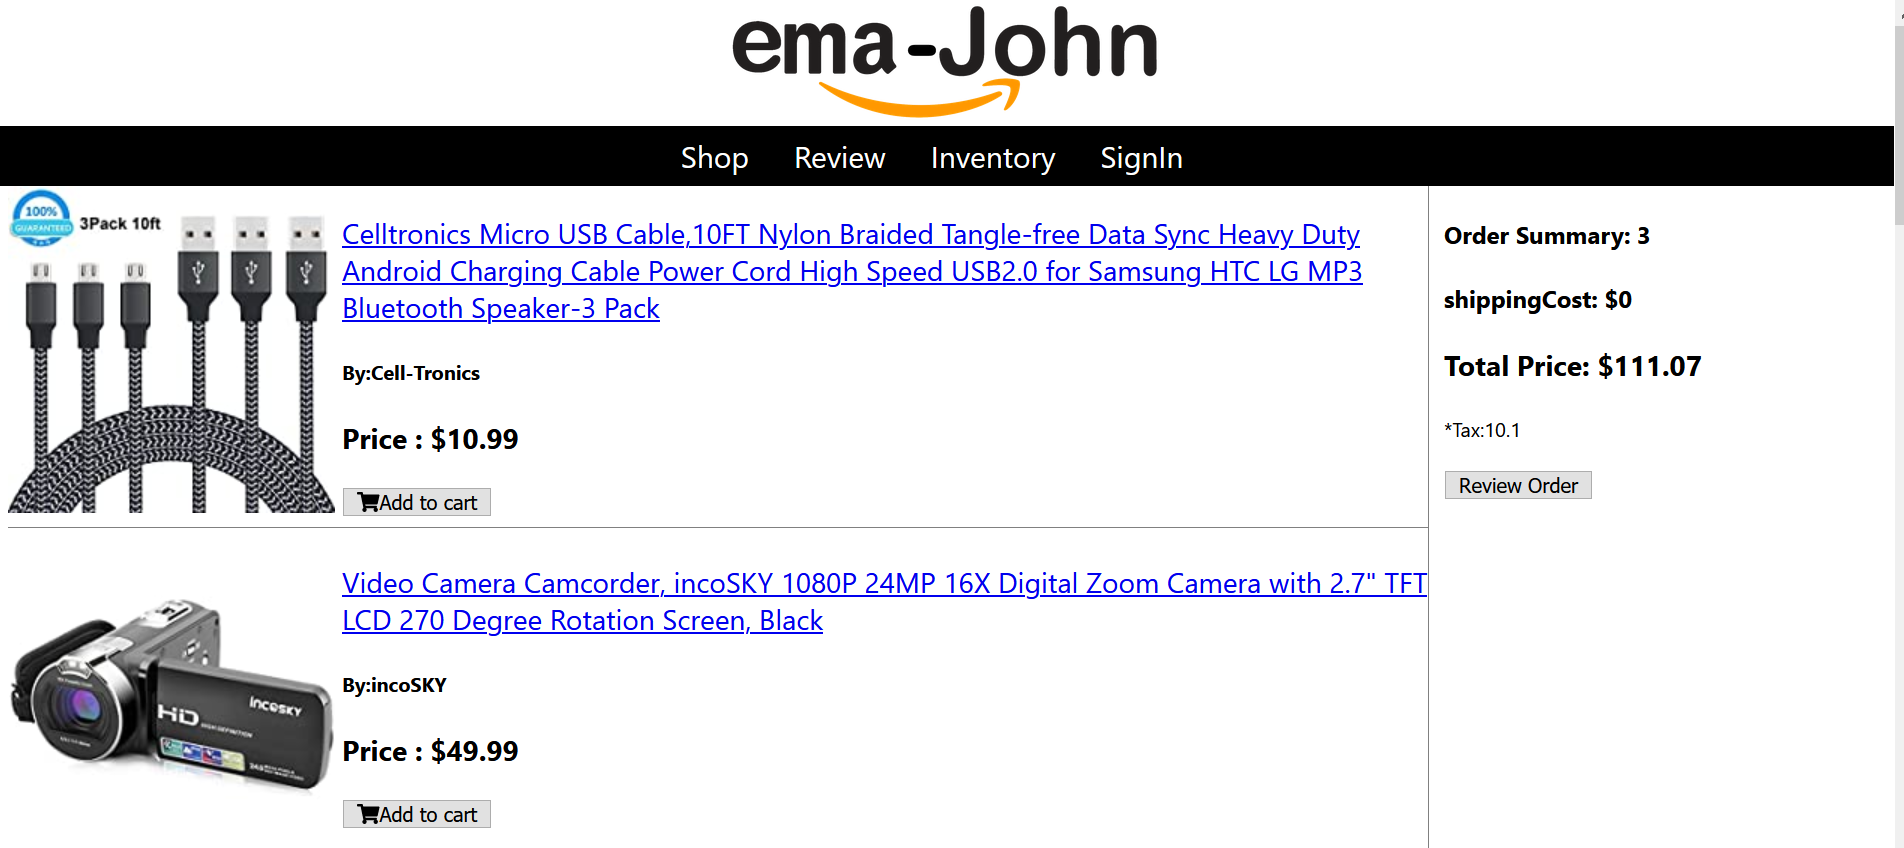 ema-John
Shop Review Inventory SignIn
100%
GUARANTEED
3Pack 10ft
Celltronics Micro USB Cable,10FT Nylon Braided Tangle-free Data Sync Heavy Duty
Android Charging Cable Power Cord High Speed USB2.0 for Samsung HTC LG MP3
Bluetooth Speaker-3 Pack
By:Cell-Tronics
Price : $10.99
Add to cart
Video Camera Camcorder, incoSKY 1080P 24MP 16X Digital Zoom Camera with 2.7" TFT
LCD 270 Degree Rotation Screen, Black
By:incoSKY
Price : $49.99
Add to cart
incoSKY
HD
HIGH DEFINITION
Order Summary: 3
shippingCost: $0
Total Price: $111.07
*Tax:10.1
Review Order